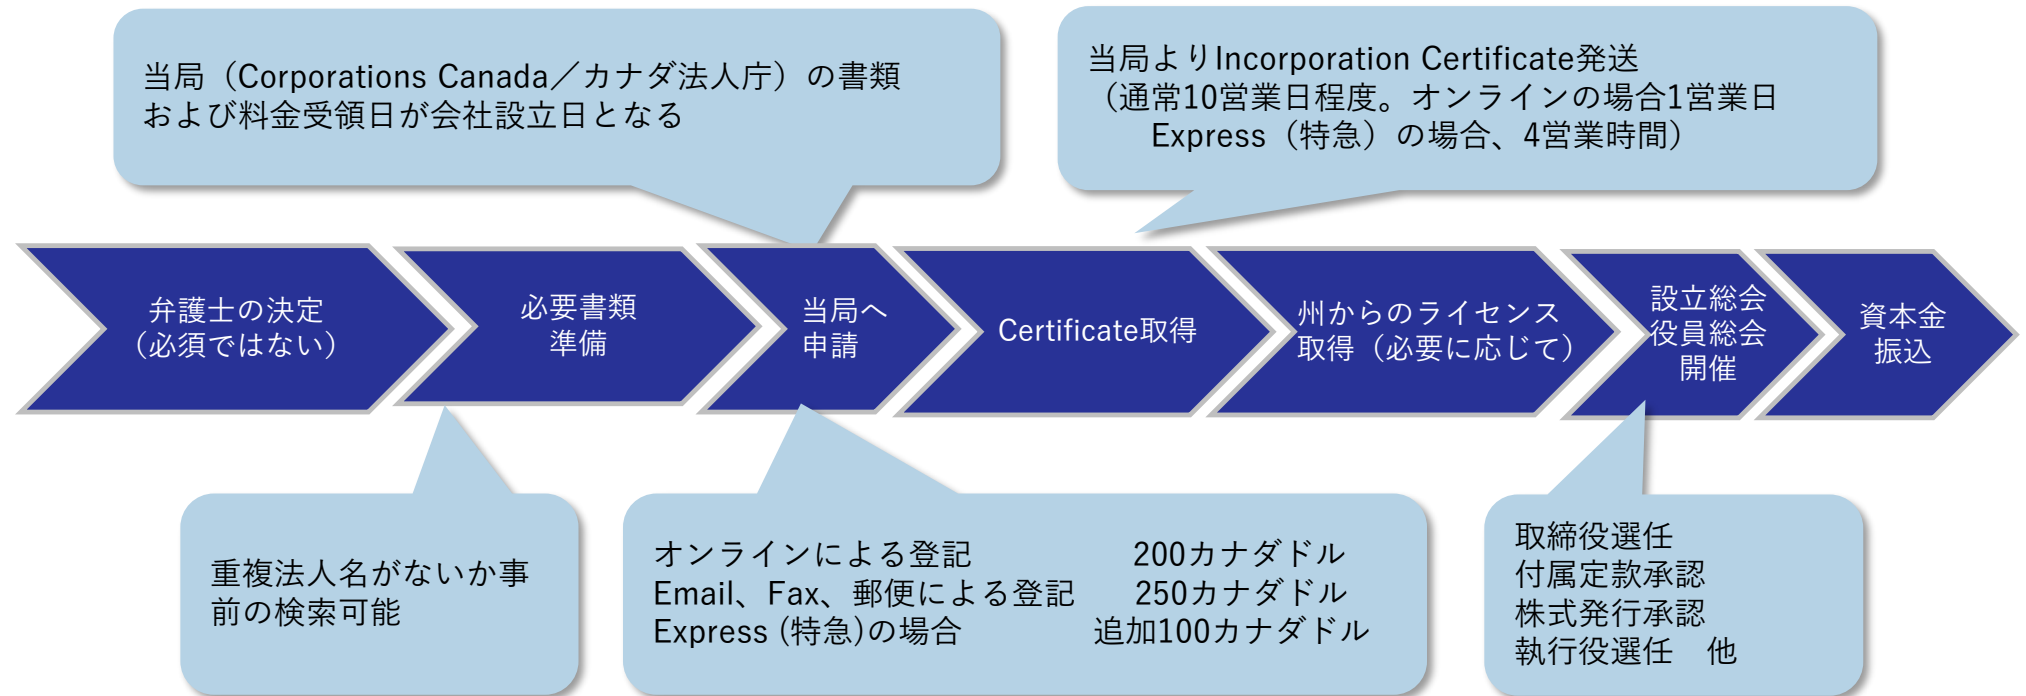 当局（Corporations Canada／カナダ法人庁）の書類
および料金受領日が会社設立日となる
当局よりIncorporation Certificate発送
（通常10営業日程度。オンラインの場合1営業日
Express（特急）の場合、4営業時間）
弁護士の決定
（必須ではない）
必要書類
準備
当局へ
申請
Certificate取得
州からのライセンス
取得（必要に応じて）
設立総会
役員総会
開催
資本金
振込
重複法人名がないか事
前の検索可能
オンラインによる登記 200カナダドル
Email、Fax、郵便による登記 250カナダドル
Express (特急)の場合 追加100カナダドル
取締役選任
付属定款承認
株式発行承認
執行役選任　他